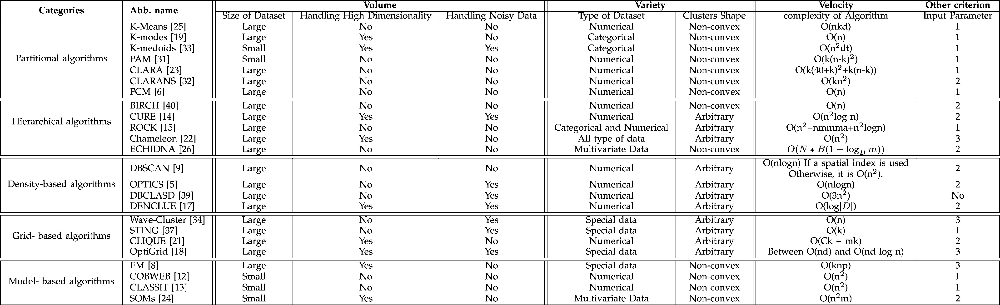 Categories Abb. name Volume Variety Velocity Other criterion
Size of Dataset Handling High Dimensionality Handling Noisy Data Type of Dataset Clusters Shape complexity of Algorithm Input Parameter
Partitional algorithms
K-Means [25] Large No No Numerical Non-convex O(nkd) 1
K-modes [19] Large Yes No Categorical Non-convex O(n) 1
K-medoids [33] Small Yes Yes Categorical Non-convex O(n²dt) 1
PAM [31] Small No No Numerical Non-convex O(k(n-k)²) 1
CLARA [23] Large No No Numerical Non-convex O(k(40+k)²+k(n-k)) 1
CLARANS [32] Large No No Numerical Non-convex O(kn²) 2
FCM [6] Large No No Numerical Non-convex O(n) 1
Hierarchical algorithms
BIRCH [40] Large No No Numerical Non-convex O(n) 2
CURE [14] Large Yes Yes Numerical Arbitrary O(n²log n) 2
ROCK [15] Large No No Categorical and Numerical Arbitrary O(n²+nmmma+n²logn) 1
Chameleon [22] Large Yes No All type of data Arbitrary O(n²) 3
ECHIDNA [26] Large No No Multivariate Data Non-convex O(N ∗ B(1 + log_B m)) 2
Density-based algorithms
DBSCAN [9] Large No No Numerical Arbitrary O(nlogn) If a spatial index is used
Otherwise, it is O(n²). 2
OPTICS [5] Large No Yes Numerical Arbitrary O(nlogn) 2
DBCLASD [39] Large No Yes Numerical Arbitrary O(3n²) No
DENCLUE [17] Large Yes Yes Numerical Arbitrary O(log|D|) 2
Grid- based algorithms
Wave-Cluster [34] Large No Yes Special data Arbitrary O(n) 3
STING [37] Large No Yes Special data Arbitrary O(k) 1
CLIQUE [21] Large Yes No Numerical Arbitrary O(Ck + mk) 2
OptiGrid [18] Large Yes Yes Special data Arbitrary Between O(nd) and O(nd log n) 3
Model- based algorithms
EM [8] Large Yes No Special data Non-convex O(knp) 3
COBWEB [12] Small No No Numerical Non-convex O(n²) 1
CLASSIT [13] Small No No Numerical Non-convex O(n²) 1
SOMs [24] Small Yes No Multivariate Data Non-convex O(n²m) 2